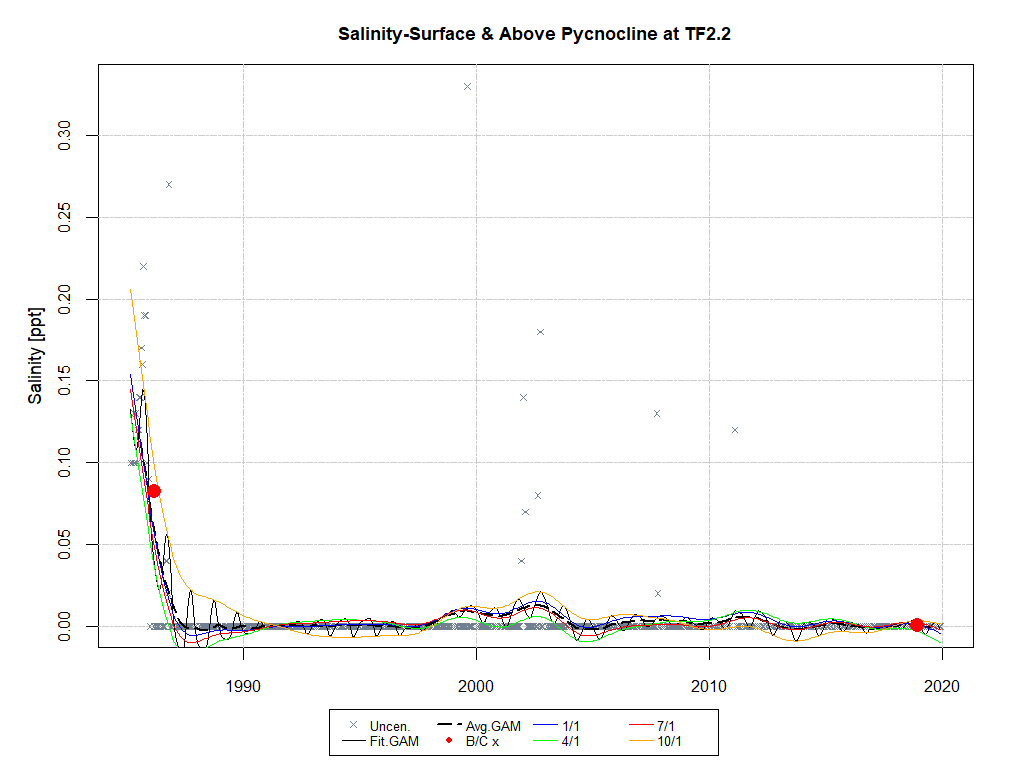 Salinity-Surface & Above Pycnocline at TF2.2
Salinity [ppt]
0.30
0.25
0.20
0.15
0.10
0.05
0.00
1990 2000 2010 2020
Uncen. Avg.GAM 1/1 7/1
Fit.GAM B/C x 4/1 10/1